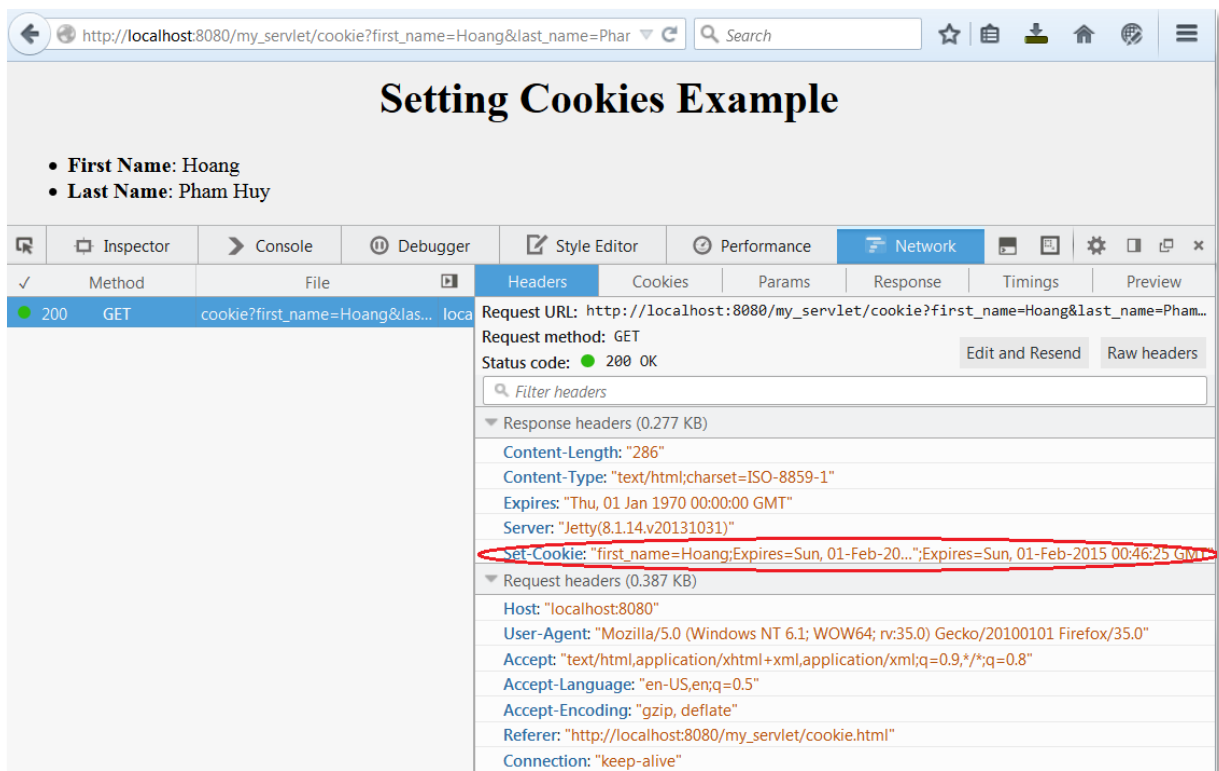 http://localhost:8080/my_servlet/cookie?first_name=Hoang&last_name=Phar
Search
Setting Cookies Example
• First Name: Hoang
• Last Name: Pham Huy
Inspector Console Debugger Style Editor Performance Network
✓ Method File Headers Cookies Params Response Timings Preview
200 GET cookie?first_name=Hoang&las... loca
Request URL: http://localhost:8080/my_servlet/cookie?first_name=Hoang&last_name=Pham…
Request method: GET
Edit and Resend Raw headers
Status code: 200 OK
Filter headers
Response headers (0.277 KB)
Content-Length: "286"
Content-Type: "text/html;charset=ISO-8859-1"
Expires: "Thu, 01 Jan 1970 00:00:00 GMT"
Server: "Jetty(8.1.14.v20131031)"
Set-Cookie: "first_name=Hoang;Expires=Sun, 01-Feb-20...";Expires=Sun, 01-Feb-2015 00:46:25 GMT"
Request headers (0.387 KB)
Host: "localhost:8080"
User-Agent: "Mozilla/5.0 (Windows NT 6.1; WOW64; rv:35.0) Gecko/20100101 Firefox/35.0"
Accept: "text/html,application/xhtml+xml,application/xml;q=0.9,*/*;q=0.8"
Accept-Language: "en-US,en;q=0.5"
Accept-Encoding: "gzip, deflate"
Referer: "http://localhost:8080/my_servlet/cookie.html"
Connection: "keep-alive"